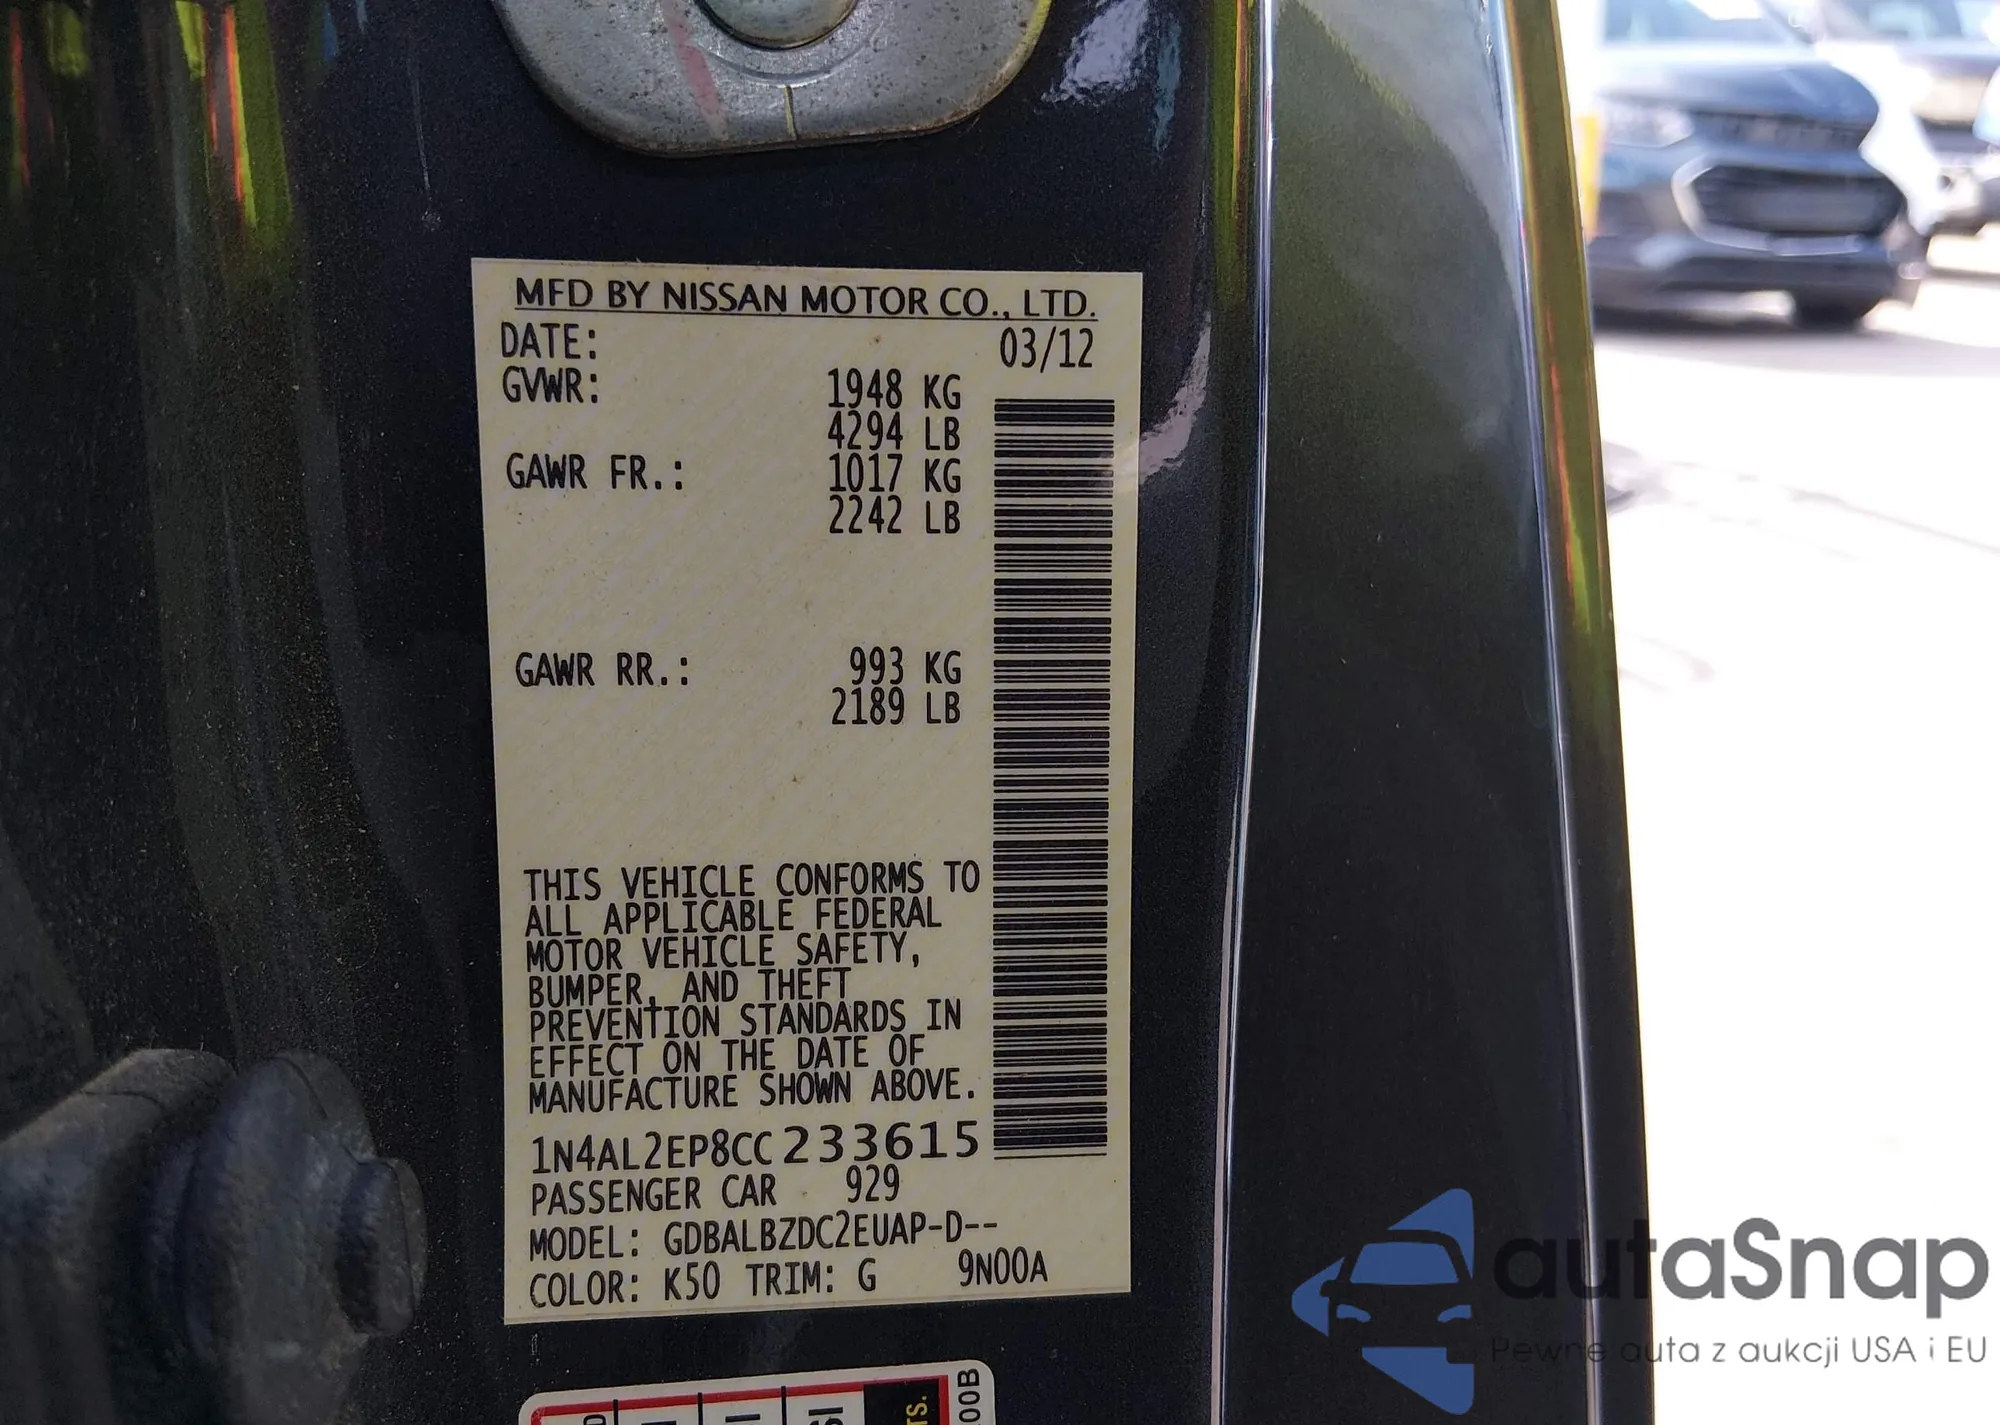 MFD BY NISSAN MOTOR CO., LTD.
DATE: 03/12
GVWR: 1948 KG
4294 LB
GAWR FR.: 1017 KG
2242 LB
GAWR RR.: 993 KG
2189 LB
THIS VEHICLE CONFORMS TO
ALL APPLICABLE FEDERAL
MOTOR VEHICLE SAFETY,
BUMPER, AND THEFT
PREVENTION STANDARDS IN
EFFECT ON THE DATE OF
MANUFACTURE SHOWN ABOVE.
1N4AL2EP8CC233615
PASSENGER CAR 929
MODEL: GDBALBZDC2EUAP-D--
COLOR: K50 TRIM: G 9N00A
autaSnap
Pewne auta z aukcji USA i EU